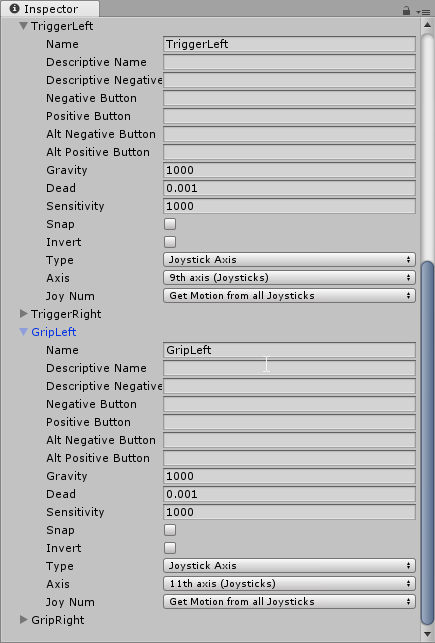 Inspector
TriggerLeft
Name TriggerLeft
Descriptive Name
Descriptive Negative
Negative Button
Positive Button
Alt Negative Button
Alt Positive Button
Gravity 1000
Dead 0.001
Sensitivity 1000
Snap
Invert
Type Joystick Axis
Axis 9th axis (Joysticks)
Joy Num Get Motion from all Joysticks
TriggerRight
GripLeft
Name GripLeft
Descriptive Name
Descriptive Negative
Negative Button
Positive Button
Alt Negative Button
Alt Positive Button
Gravity 1000
Dead 0.001
Sensitivity 1000
Snap
Invert
Type Joystick Axis
Axis 11th axis (Joysticks)
Joy Num Get Motion from all Joysticks
GripRight